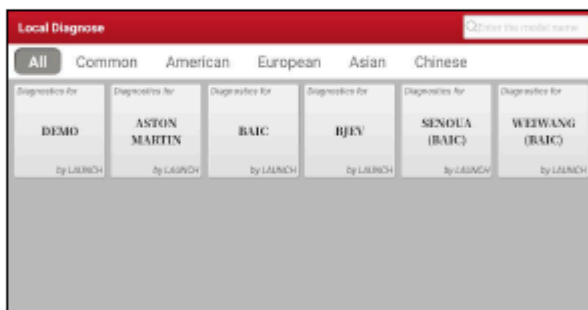 Local Diagnose
Enter the model name
All Common American European Asian Chinese
Diagnostics for Diagnostics for Diagnostics for Diagnostics for Diagnostics for Diagnostics for
DEMO
ASTON
MARTIN
BAIC
BJEV
SENOUA
(BAIC)
WEIWANG
(BAIC)
by LAUNCH by LAUNCH by LAUNCH by LAUNCH by LAUNCH by LAUNCH